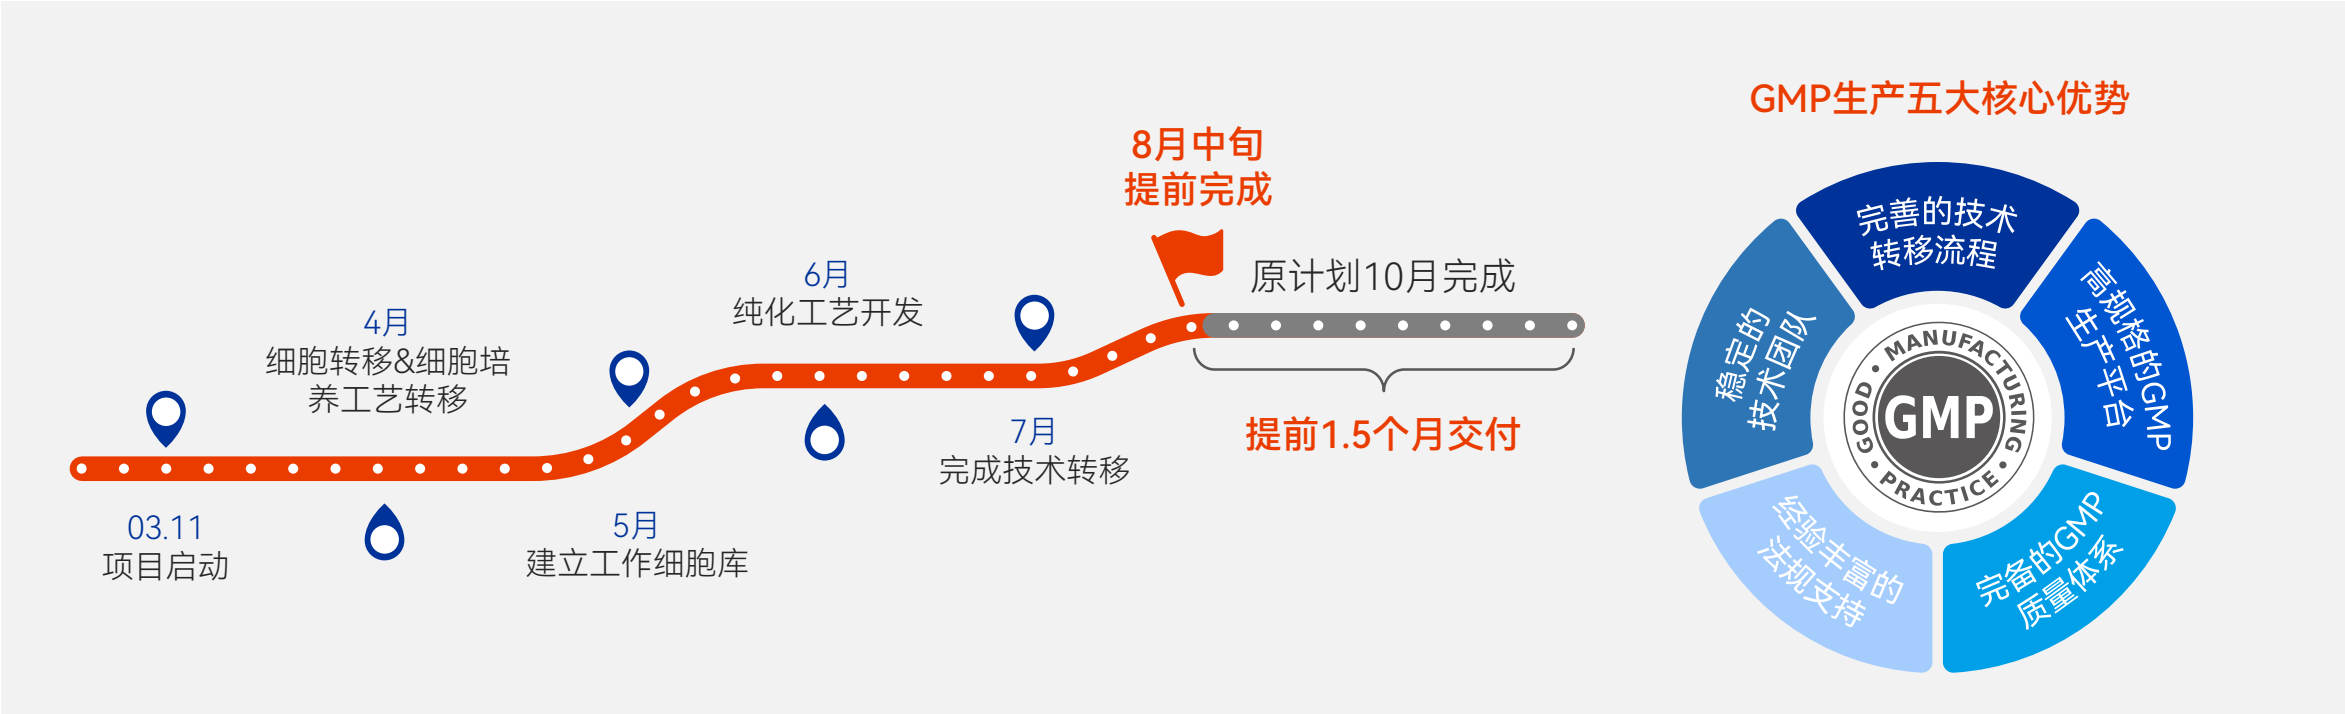 03.11
项目启动
4月
细胞转移&细胞培
养工艺转移
5月
建立工作细胞库
6月
纯化工艺开发
7月
完成技术转移
8月中旬
提前完成
原计划10月完成
提前1.5个月交付
GMP生产五大核心优势
完善的技术
转移流程
高规格的GMP
生产平台
完备的GMP
质量体系
经验丰富的
法规支持
稳定的
技术团队
GOOD • MANUFACTURING • PRACTICE •
GMP